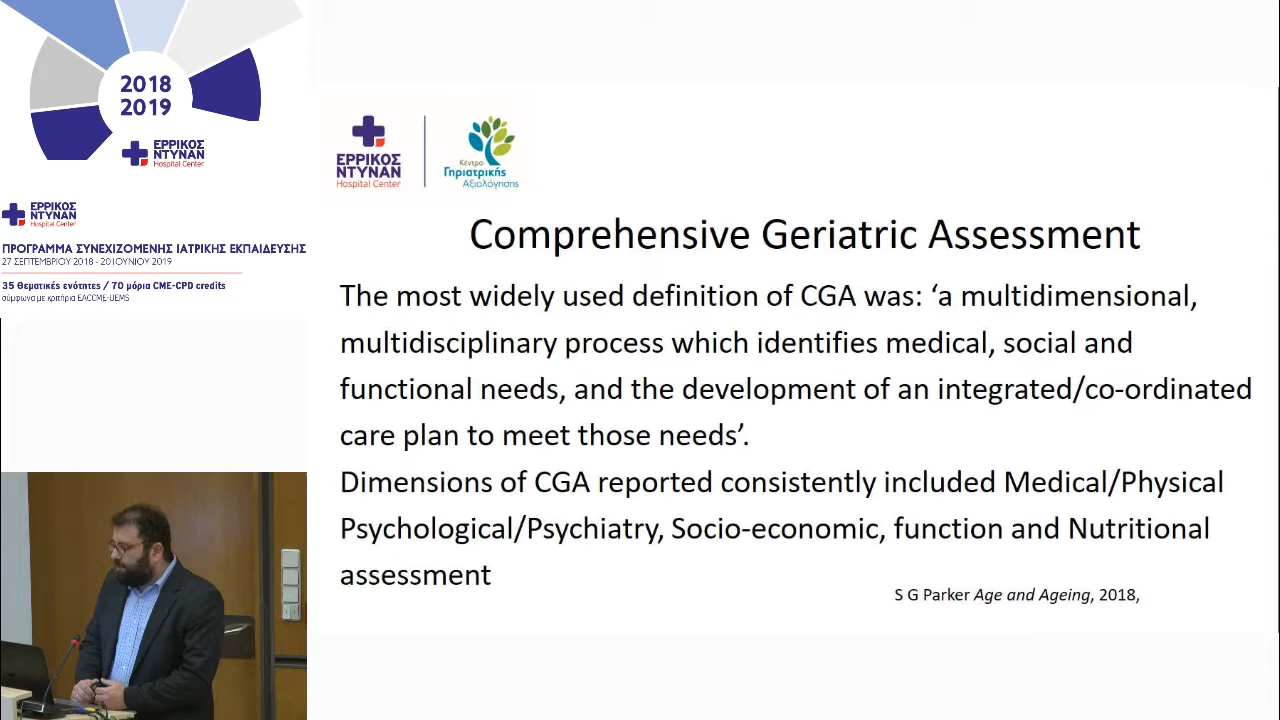 2018
2019
ΕΡΡΙΚΟΣ
ΝΤΥΝΑΝ
Hospital Center
ΕΡΡΙΚΟΣ
ΝΤΥΝΑΝ
Hospital Center
ΠΡΟΓΡΑΜΜΑ ΣΥΝΕΧΙΖΟΜΕΝΗΣ ΙΑΤΡΙΚΗΣ ΕΚΠΑΙΔΕΥΣΗΣ
27 ΣΕΠΤΕΜΒΡΙΟΥ 2018 - 20 ΙΟΥΝΙΟΥ 2019
35 Θεματικές ενότητες / 70 μόρια CME-CPD credits
σύμφωνα με κριτήρια EACCME-UEMS
ΕΡΡΙΚΟΣ
ΝΤΥΝΑΝ
Hospital Center
Κέντρο
Γηριατρικής
Αξιολόγησης
Comprehensive Geriatric Assessment
The most widely used definition of CGA was: ‘a multidimensional,
multidisciplinary process which identifies medical, social and
functional needs, and the development of an integrated/co-ordinated
care plan to meet those needs’.
Dimensions of CGA reported consistently included Medical/Physical
Psychological/Psychiatry, Socio-economic, function and Nutritional
assessment
S G Parker Age and Ageing, 2018,